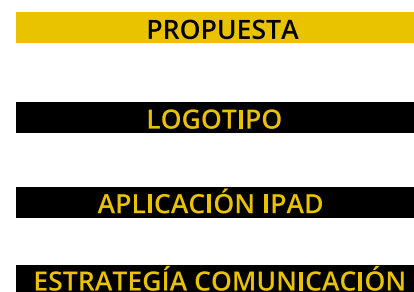 PROPUESTA
LOGOTIPO
APLICACIÓN IPAD
ESTRATEGÍA COMUNICACIÓN